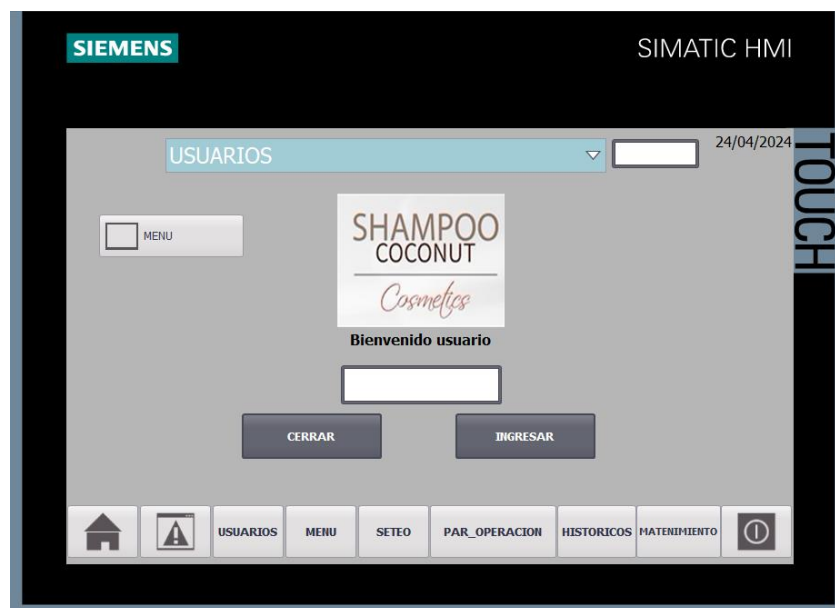 SIEMENS
SIMATIC HMI
USUARIOS
24/04/2024
TOUCH
MENU
SHAMPOO
COCONUT
Cosmetics
Bienvenido usuario
CERRAR
INGRESAR
USUARIOS
MENU
SETEO
PAR_OPERACION
HISTORICOS
MATENIMIENTO